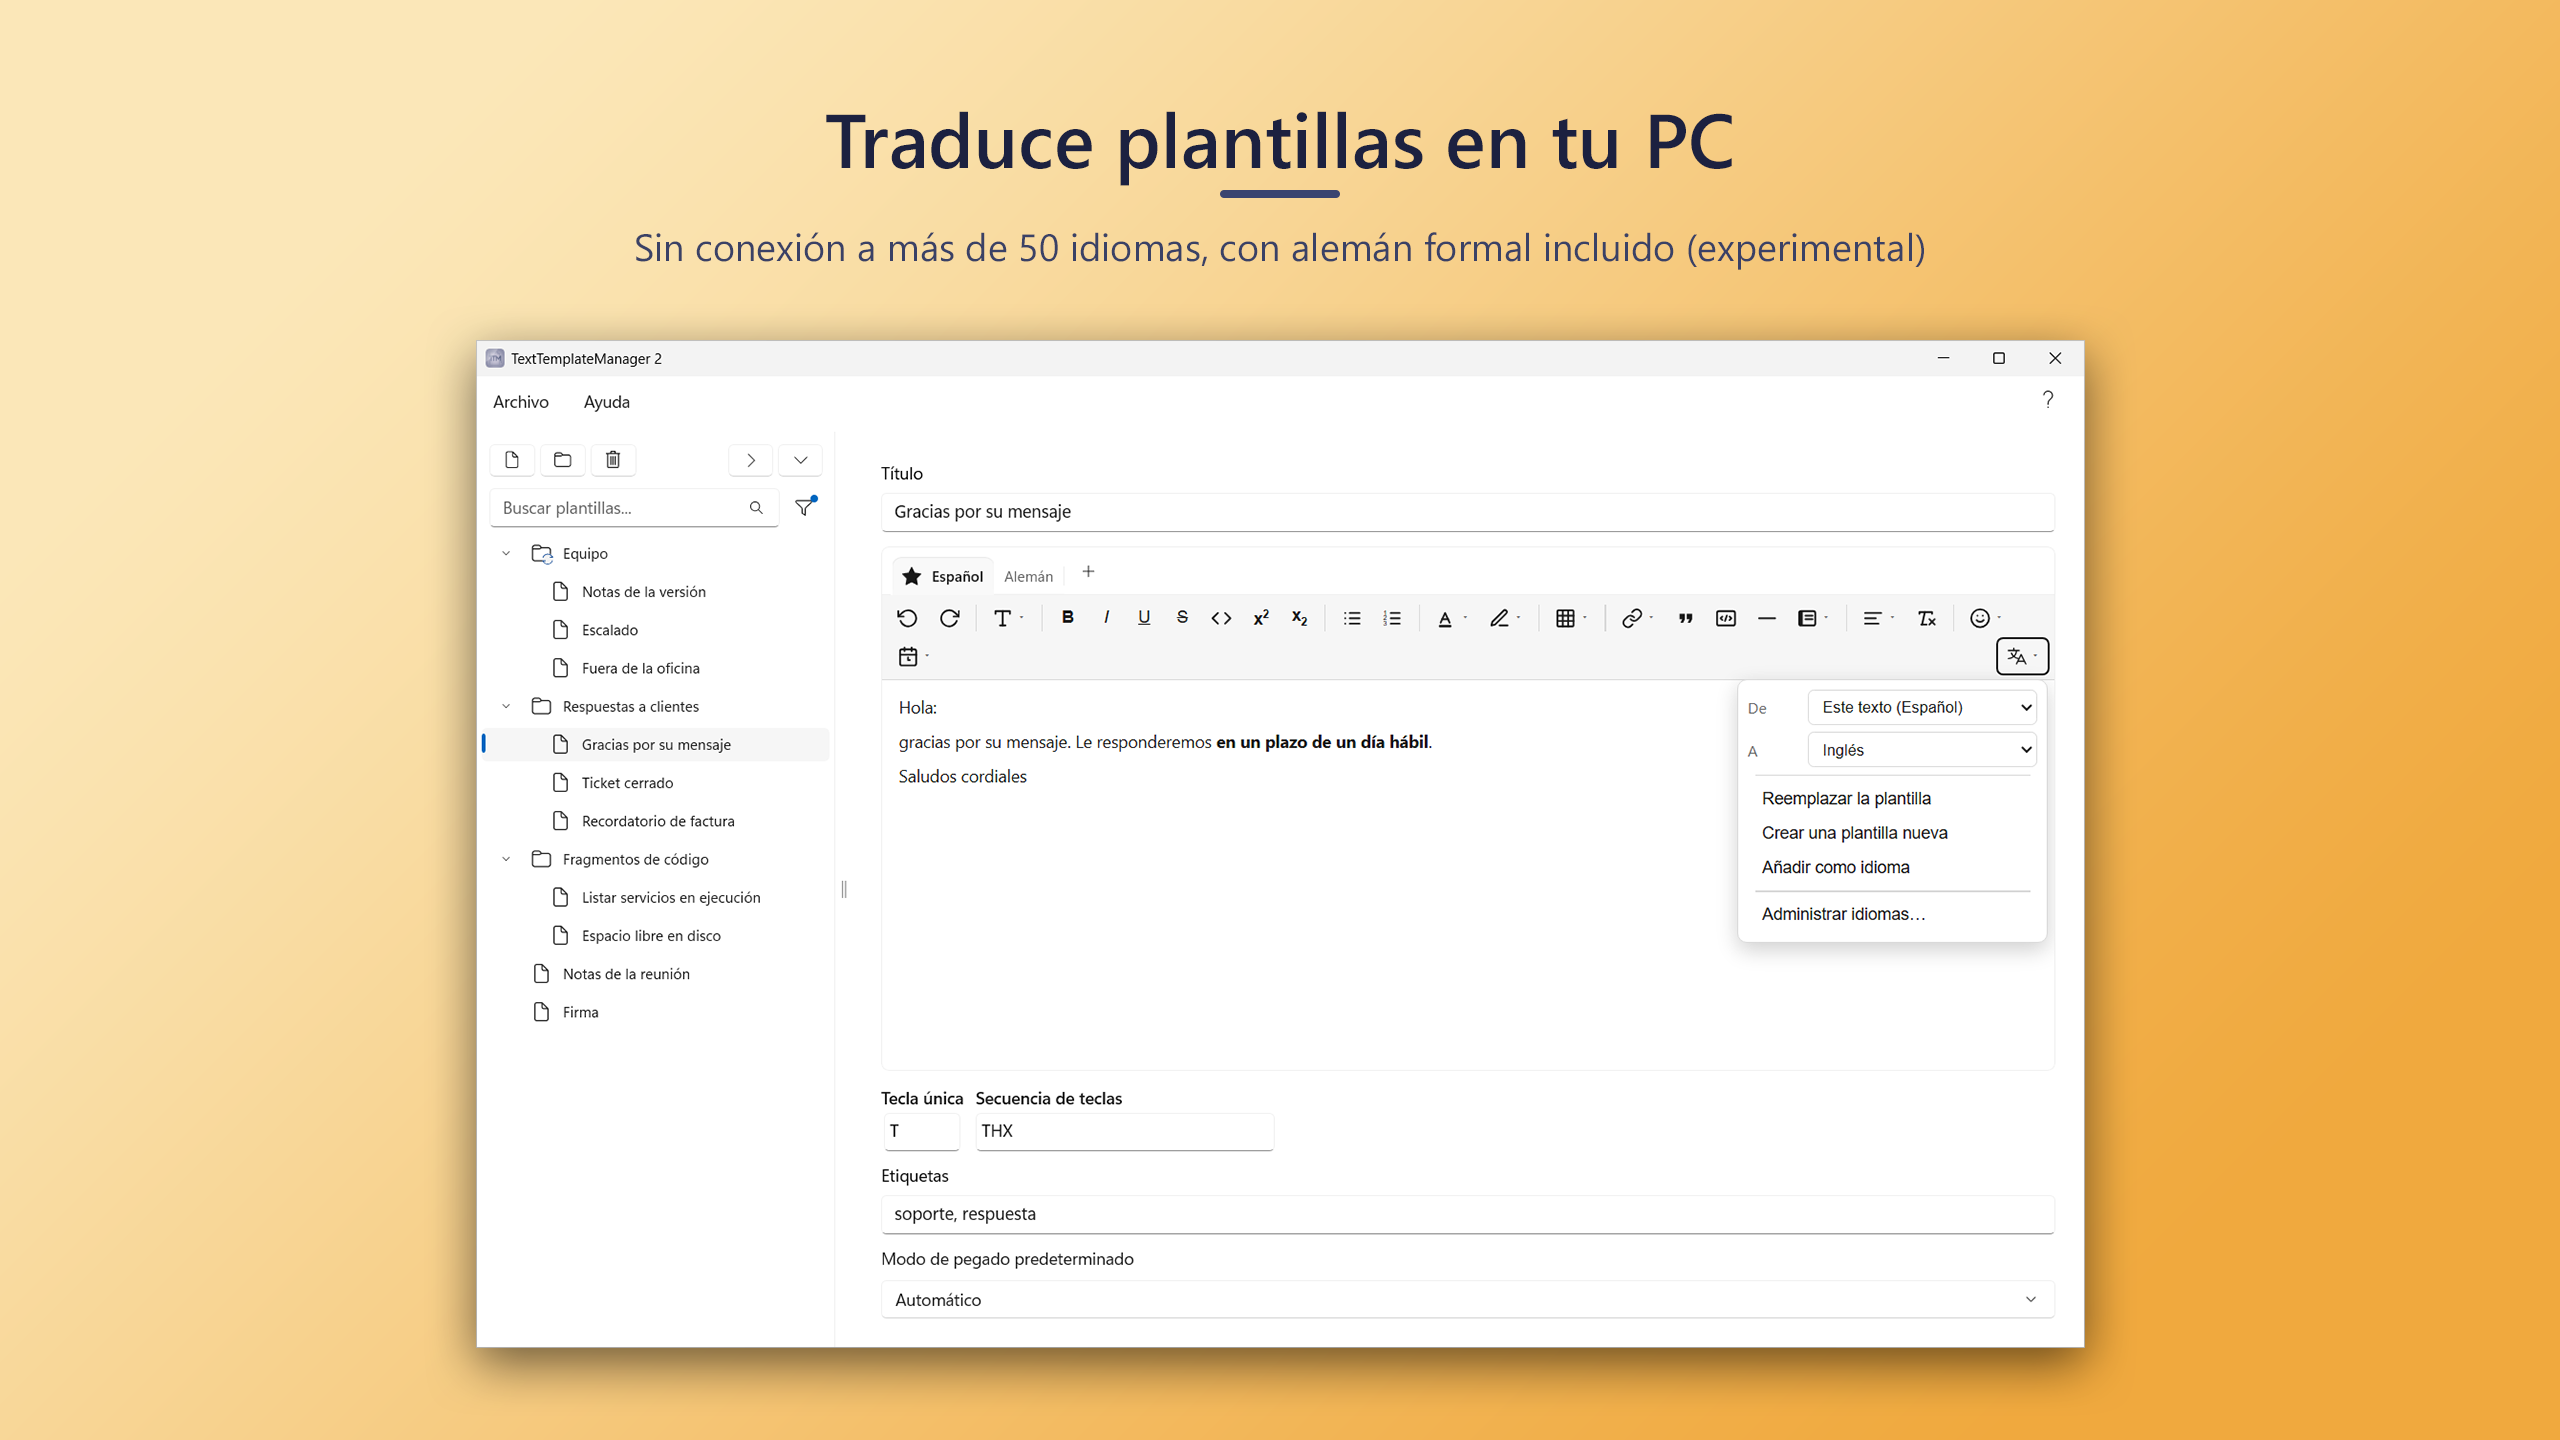 Traduce plantillas en tu PC
Sin conexión a más de 50 idiomas, con alemán formal incluido (experimental)
TextTemplateManager 2
Archivo Ayuda
Buscar plantillas...
Equipo
Notas de la versión
Escalado
Fuera de la oficina
Respuestas a clientes
Gracias por su mensaje
Ticket cerrado
Recordatorio de factura
Fragmentos de código
Listar servicios en ejecución
Espacio libre en disco
Notas de la reunión
Firma
Título
Gracias por su mensaje
Español Alemán
Hola:
gracias por su mensaje. Le responderemos en un plazo de un día hábil.
Saludos cordiales
De Este texto (Español)
A Inglés
Reemplazar la plantilla
Crear una plantilla nueva
Añadir como idioma
Administrar idiomas…
Tecla única Secuencia de teclas
T THX
Etiquetas
soporte, respuesta
Modo de pegado predeterminado
Automático